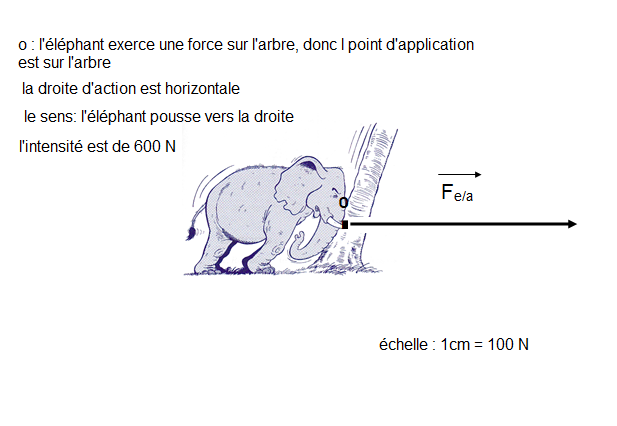 o : l'éléphant exerce une force sur l'arbre, donc l point d'application
est sur l'arbre
la droite d'action est horizontale
le sens: l'éléphant pousse vers la droite
l'intensité est de 600 N
F e/a
o
échelle : 1cm = 100 N